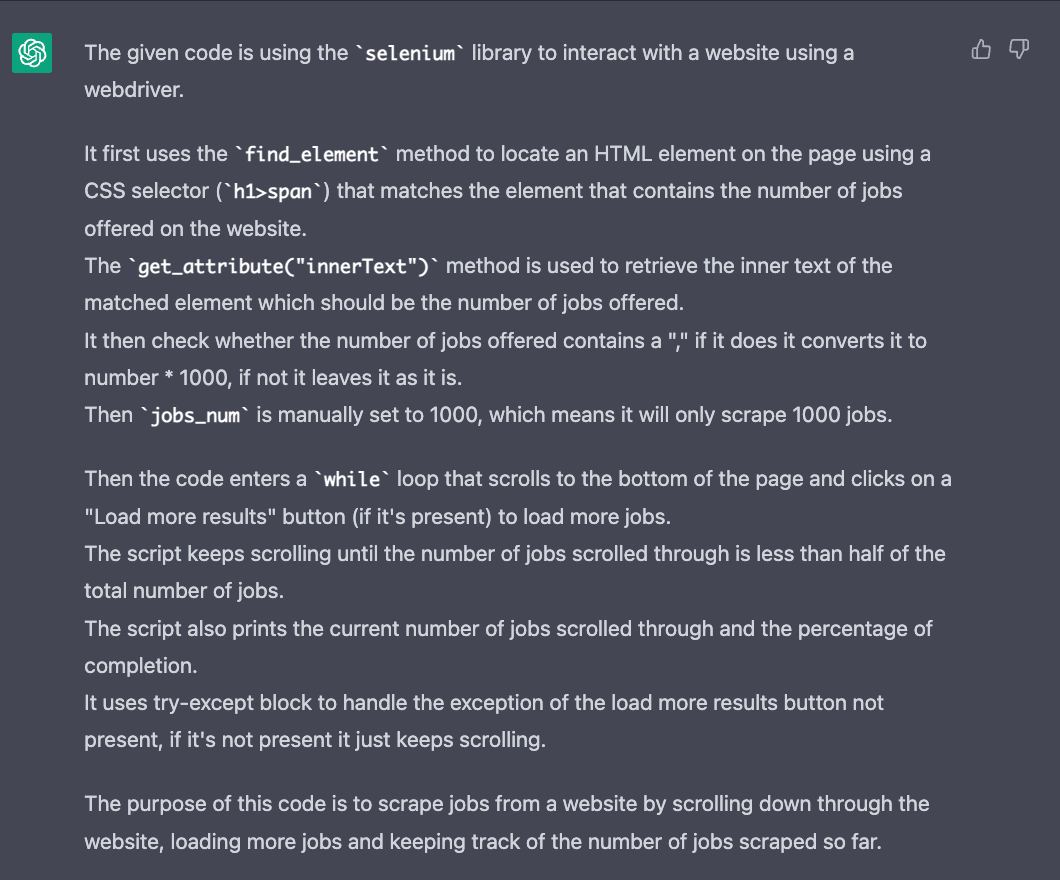 The given code is using the `selenium` library to interact with a website using a
webdriver.
It first uses the `find_element` method to locate an HTML element on the page using a
CSS selector (`h1>span`) that matches the element that contains the number of jobs
offered on the website.
The `get_attribute("innerText")` method is used to retrieve the inner text of the
matched element which should be the number of jobs offered.
It then check whether the number of jobs offered contains a "," if it does it converts it to
number * 1000, if not it leaves it as it is.
Then `jobs_num` is manually set to 1000, which means it will only scrape 1000 jobs.
Then the code enters a `while` loop that scrolls to the bottom of the page and clicks on a
"Load more results" button (if it's present) to load more jobs.
The script keeps scrolling until the number of jobs scrolled through is less than half of the
total number of jobs.
The script also prints the current number of jobs scrolled through and the percentage of
completion.
It uses try-except block to handle the exception of the load more results button not
present, if it's not present it just keeps scrolling.
The purpose of this code is to scrape jobs from a website by scrolling down through the
website, loading more jobs and keeping track of the number of jobs scraped so far.